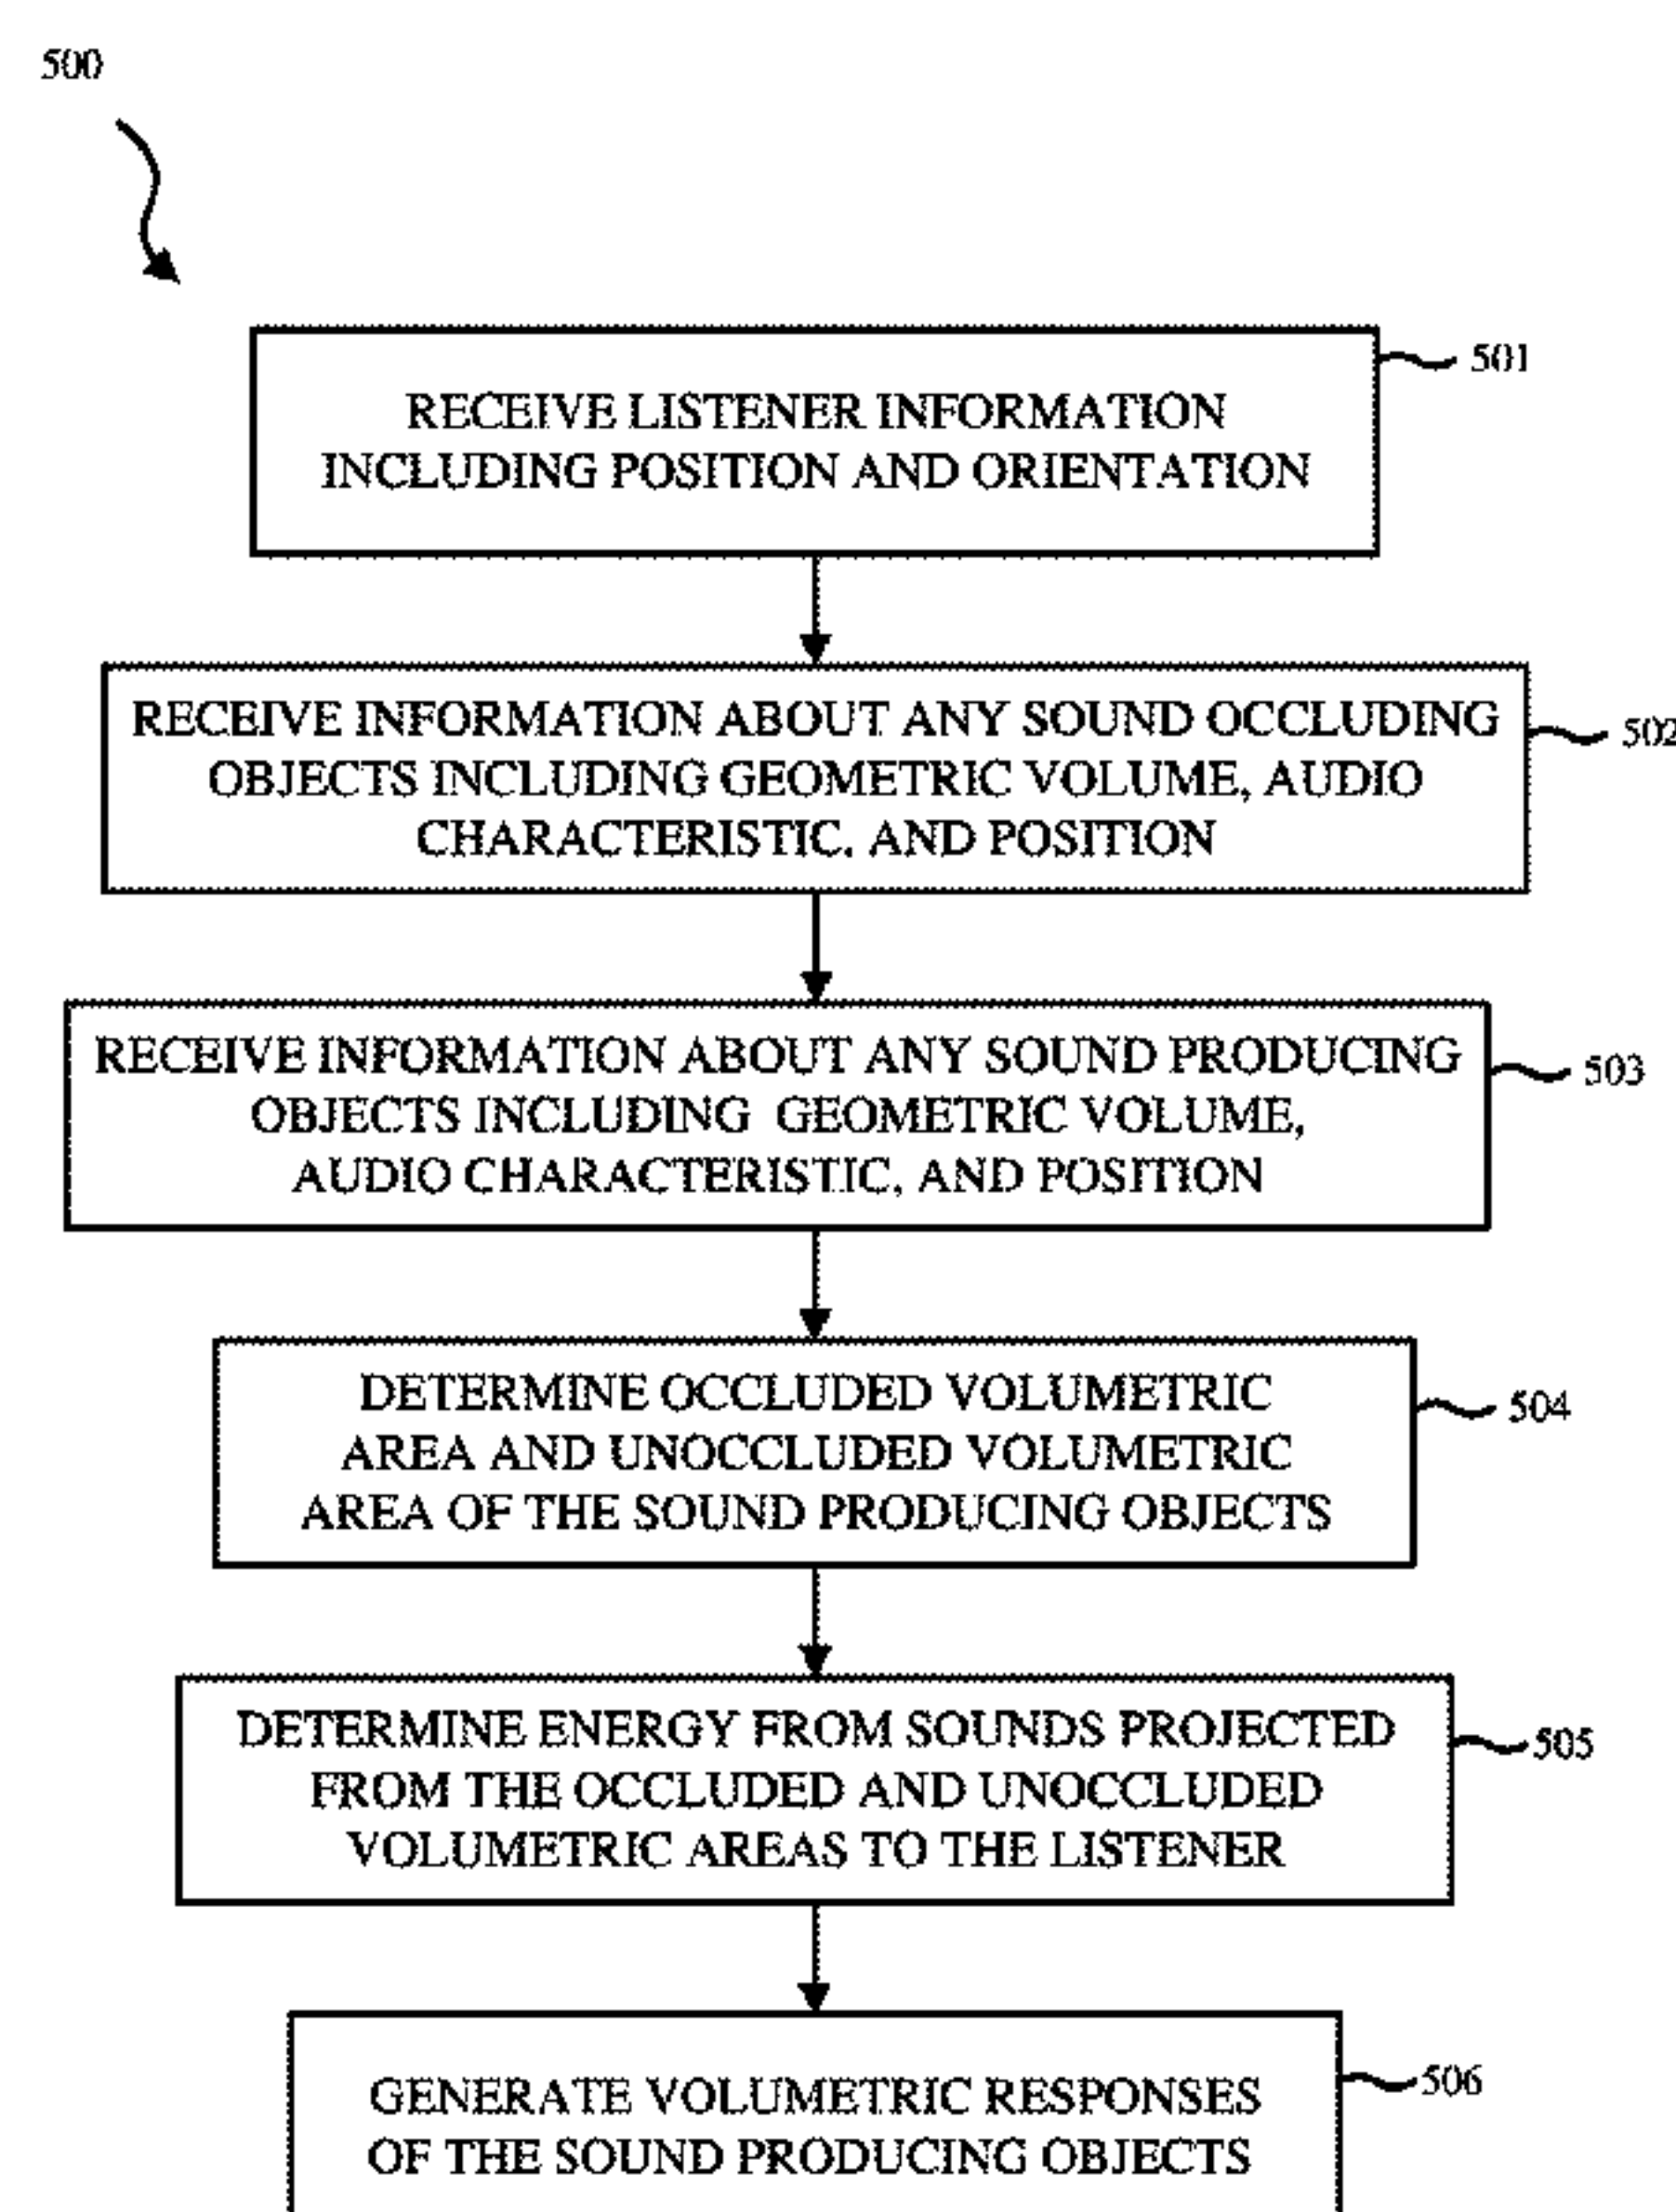 500
501
RECEIVE LISTENER INFORMATION
INCLUDING POSITION AND ORIENTATION
502
RECEIVE INFORMATION ABOUT ANY SOUND OCCLUDING
OBJECTS INCLUDING GEOMETRIC VOLUME, AUDIO
CHARACTERISTIC, AND POSITION
503
RECEIVE INFORMATION ABOUT ANY SOUND PRODUCING
OBJECTS INCLUDING GEOMETRIC VOLUME,
AUDIO CHARACTERISTIC, AND POSITION
504
DETERMINE OCCLUDED VOLUMETRIC
AREA AND UNOCCLUDED VOLUMETRIC
AREA OF THE SOUND PRODUCING OBJECTS
505
DETERMINE ENERGY FROM SOUNDS PROJECTED
FROM THE OCCLUDED AND UNOCCLUDED
VOLUMETRIC AREAS TO THE LISTENER
506
GENERATE VOLUMETRIC RESPONSES
OF THE SOUND PRODUCING OBJECTS